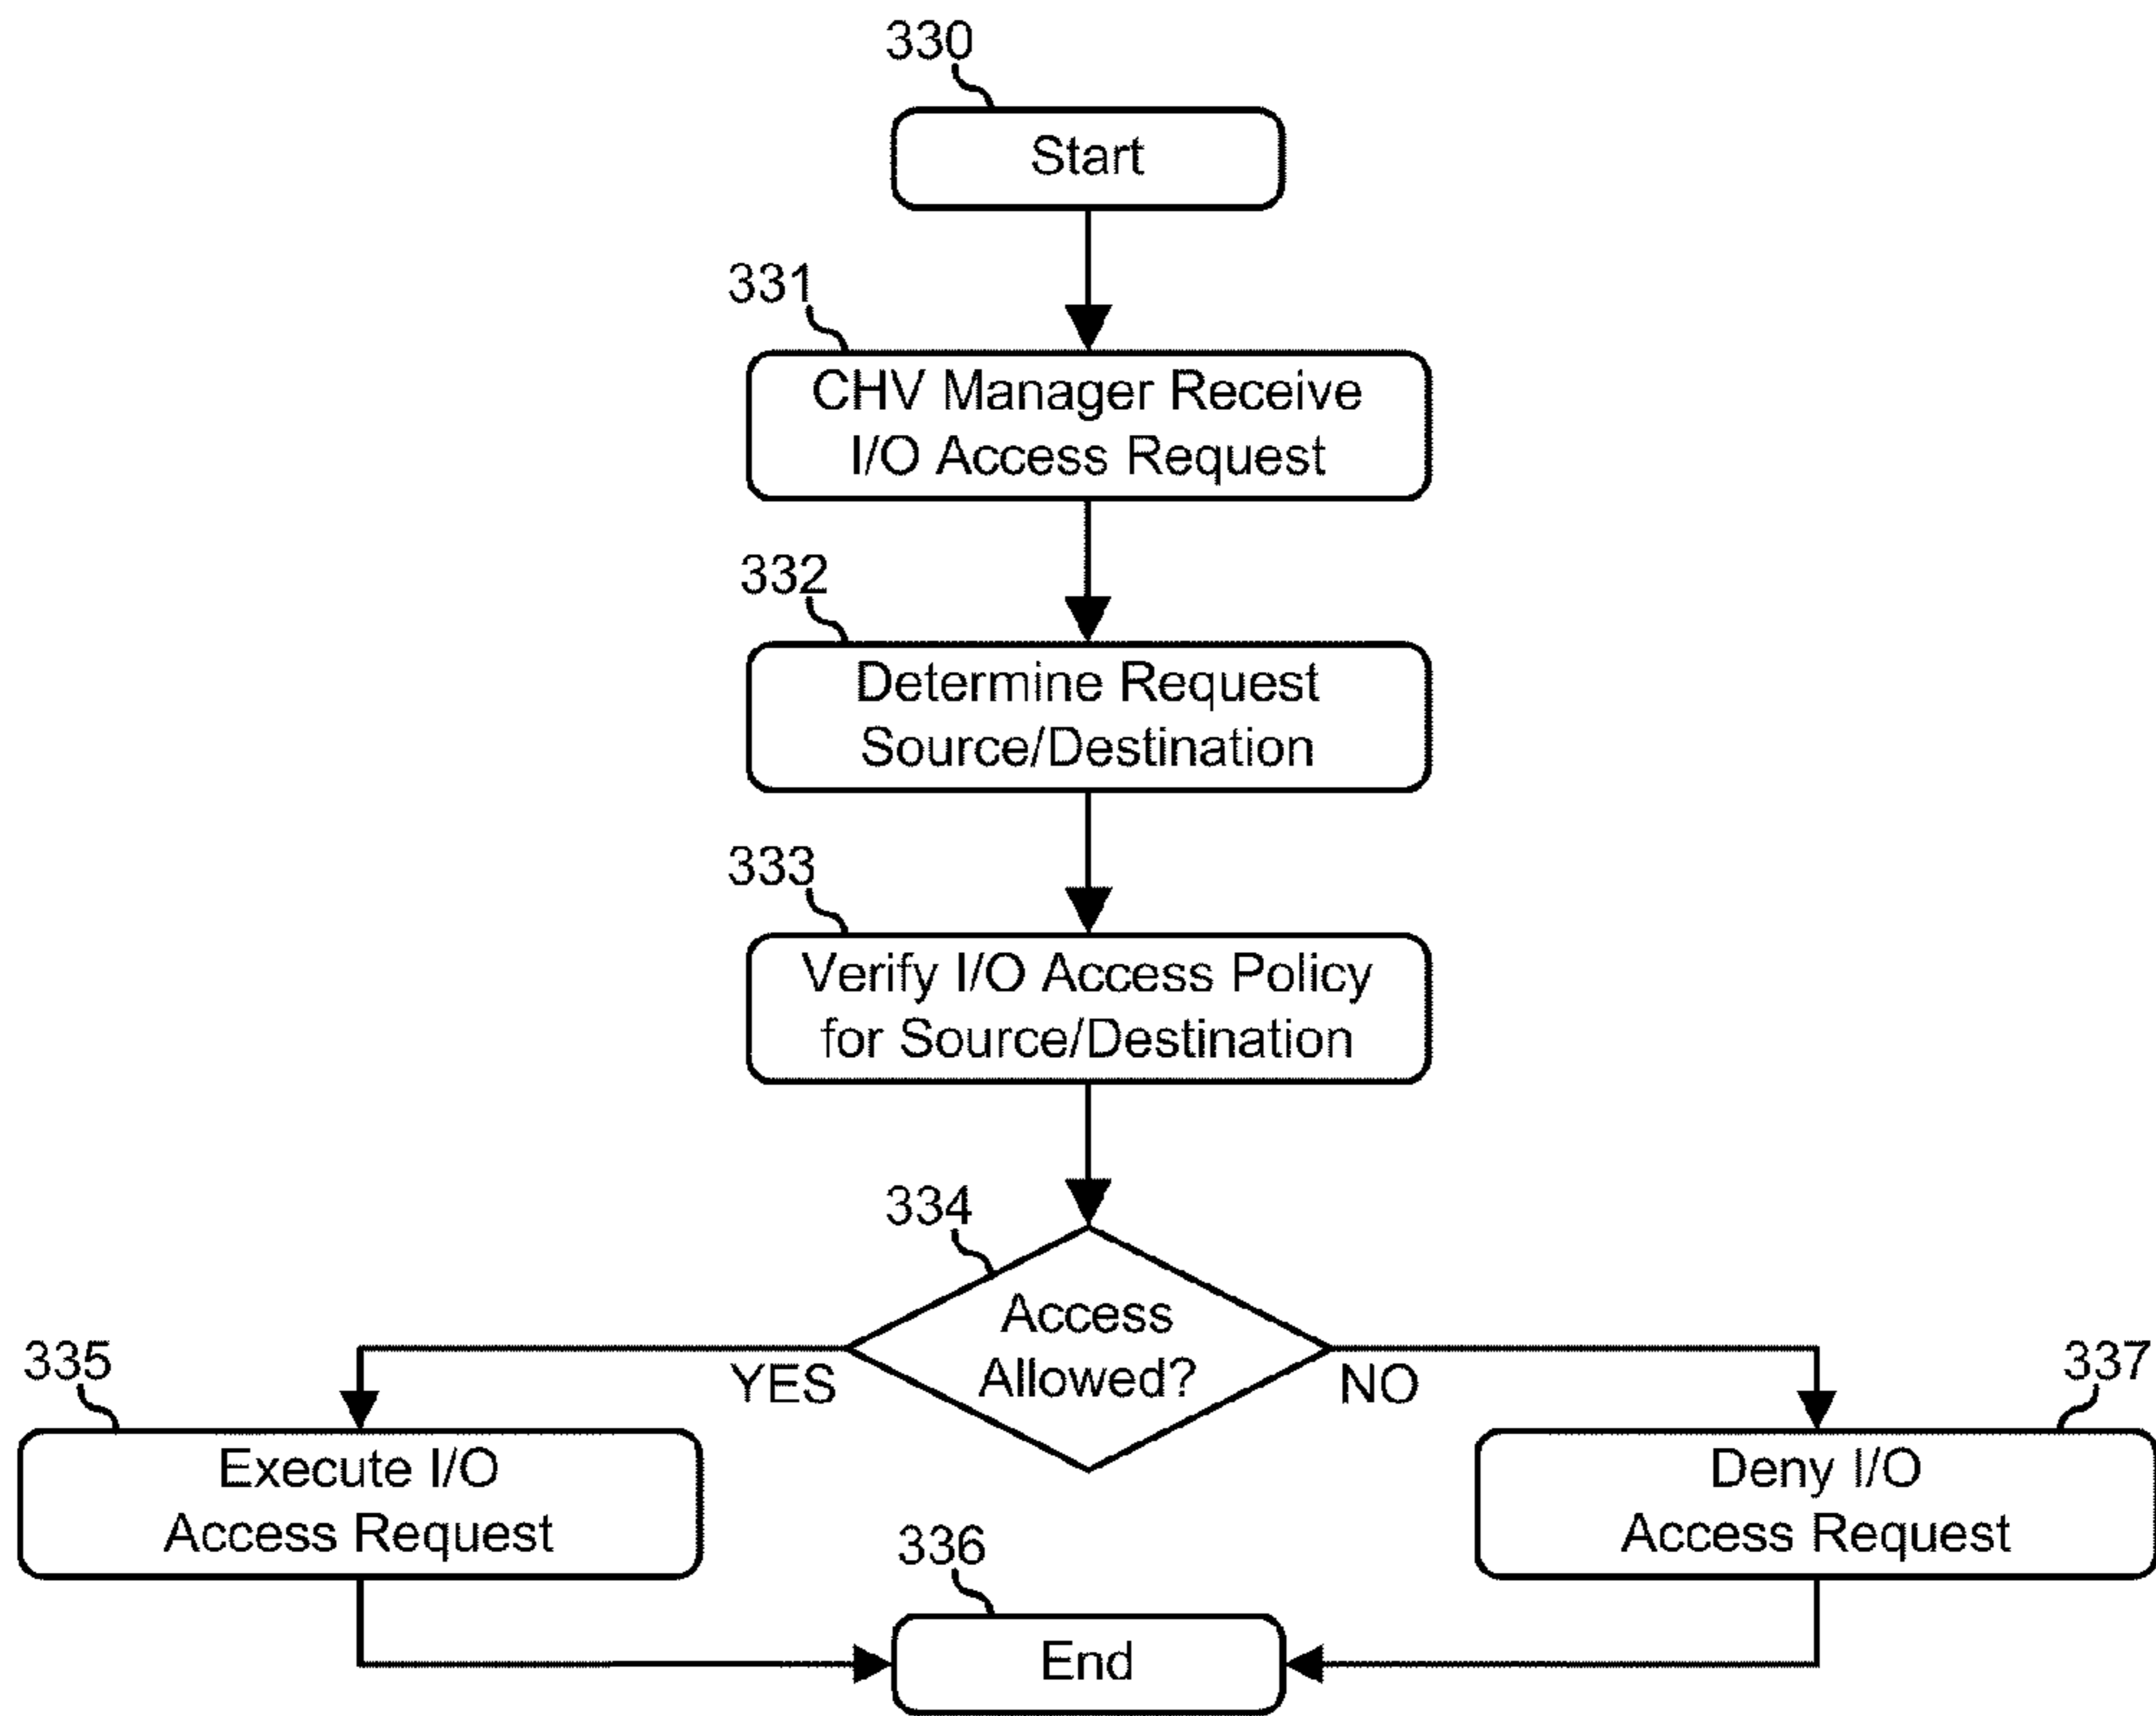 330
Start
331
CHV Manager Receive
I/O Access Request
332
Determine Request
Source/Destination
333
Verify I/O Access Policy
for Source/Destination
334
Access
Allowed?
YES
NO
335
Execute I/O
Access Request
337
Deny I/O
Access Request
336
End